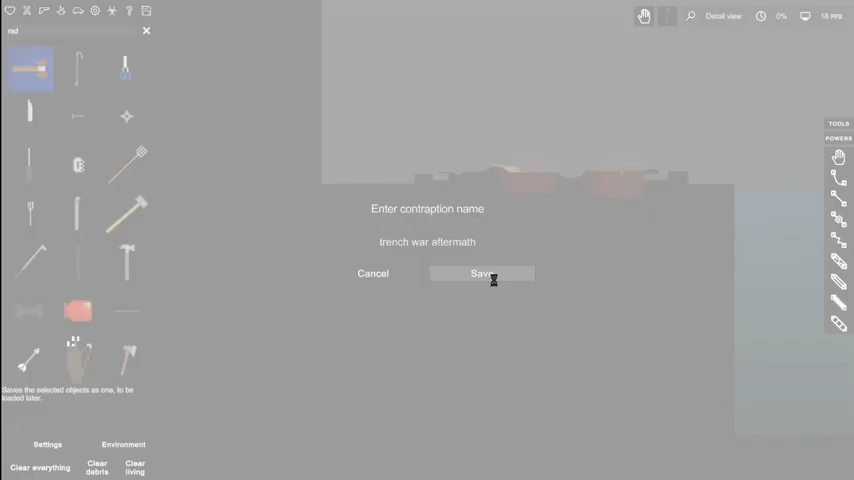 rad
Detail view
0%
18 FPS
TOOLS
POWERS
Enter contraption name
trench war aftermath
Cancel
Save
Saves the selected objects as one, to be
loaded later.
Settings
Environment
Clear everything
Clear
debris
Clear
living